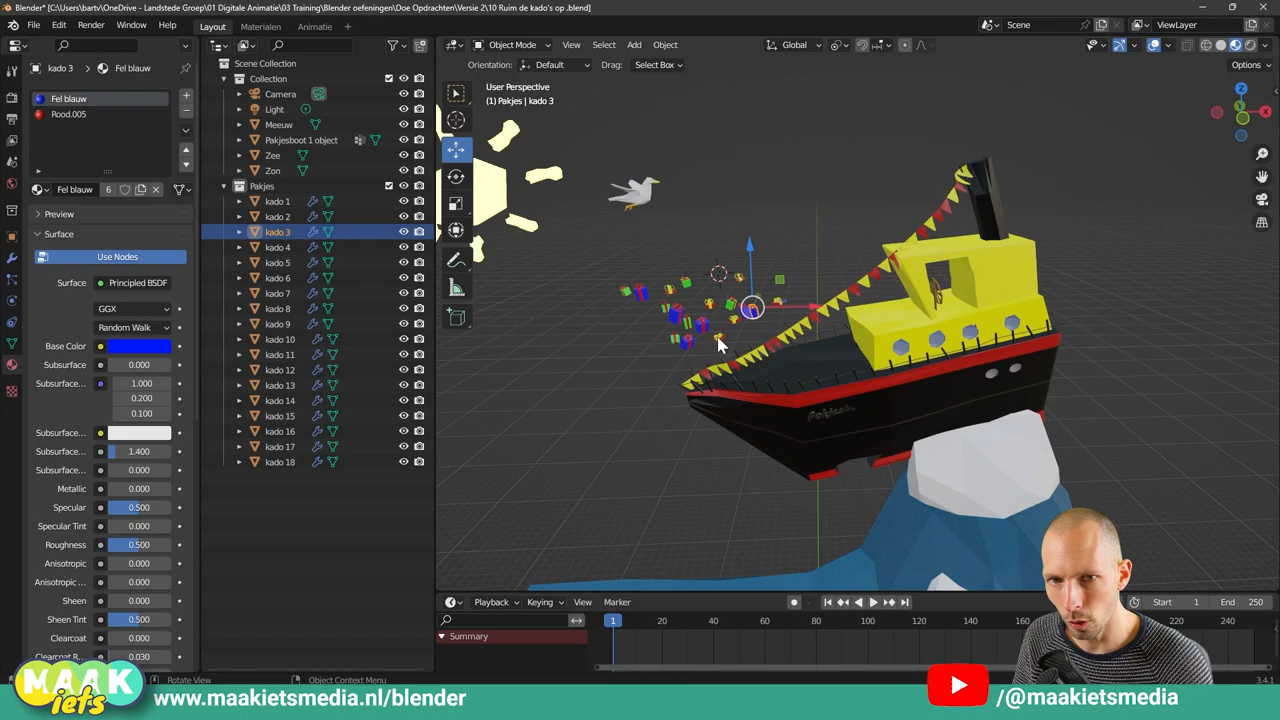 Blender* [C:\Users\bartv\OneDrive - Landstede Groep\01 Digitale Animatie\03 Training\Blender oefeningen\Doe Opdrachten\Versie 2\10 Ruim de kado's op .blend]
File Edit Render Window Help
Layout Materialen Animatie
Scene
ViewLayer
Object Mode View Select Add Object
Global
Orientation: Default Drag: Select Box
Options
kado 3 > Fel blauw
Fel blauw
Rood.005
Fel blauw 6
Preview
Surface
Use Nodes
Surface Principled BSDF
GGX
Random Walk
Base Color
Subsurface 0.000
Subsurface... 1.000
0.200
0.100
Subsurface...
Subsurface... 1.400
Subsurface... 0.000
Metallic 0.000
Specular 0.500
Specular Tint 0.000
Roughness 0.500
Anisotropic 0.000
Anisotropic ... 0.000
Sheen 0.000
Sheen Tint 0.500
Clearcoat 0.000
Clearcoat R... 0.030
Scene Collection
Collection
Camera
Light
Meeuw
Pakjesboot 1 object
Zee
Zon
Pakjes
kado 1
kado 2
kado 3
kado 4
kado 5
kado 6
kado 7
kado 8
kado 9
kado 10
kado 11
kado 12
kado 13
kado 14
kado 15
kado 16
kado 17
kado 18
User Perspective
(1) Pakjes | kado 3
X
Z
Playback Keying View Marker
Start 1 End 250
1 20 40 60 80 100 120 140 160 220 240
Summary
Rotate View Object Context Menu
3.4.1
MAAK
iets
www.maakietsmedia.nl/blender
/@maakietsmedia